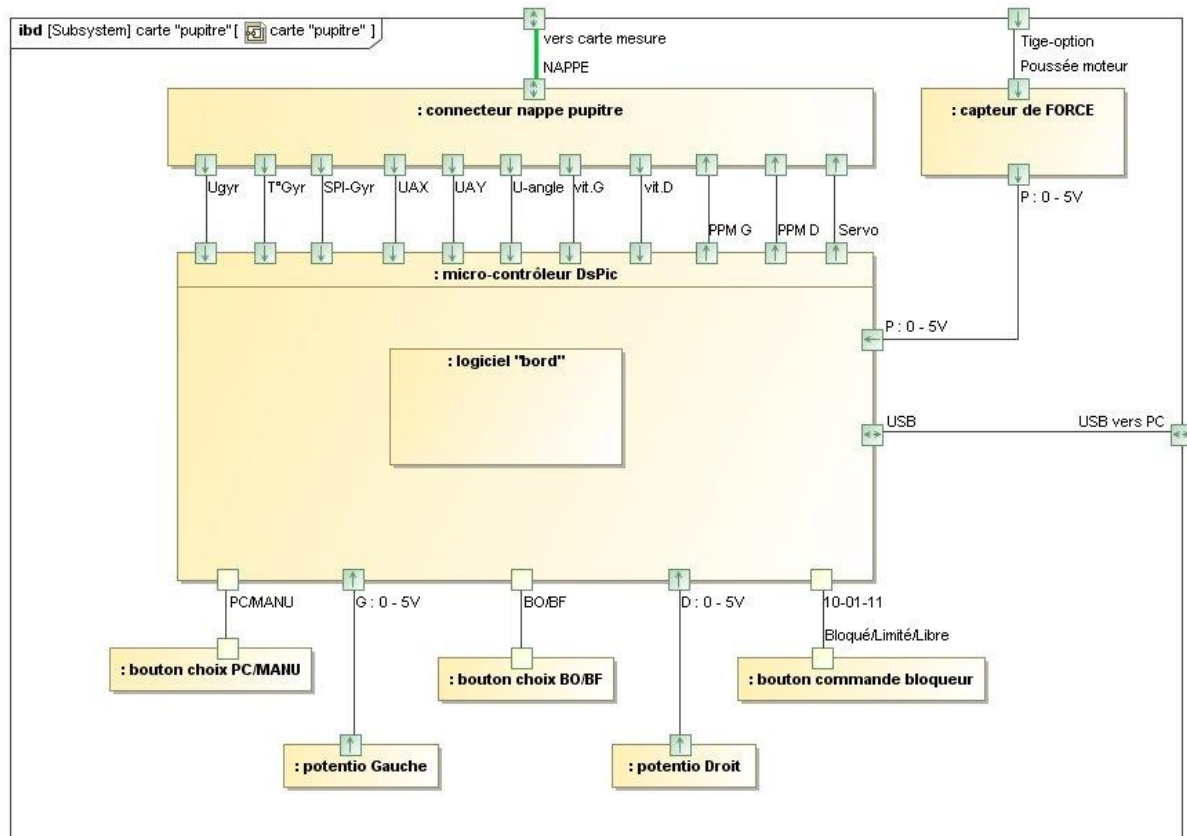 ibd [Subsystem] carte "pupitre" [ carte "pupitre" ]
vers carte mesure
NAPPE
Tige-option
Poussée moteur
: connecteur nappe pupitre
: capteur de FORCE
Ugyr
T°Gyr
SPI-Gyr
UAX
UAY
U-angle
vit.G
vit.D
PPM G
PPM D
Servo
P : 0 - 5V
: micro-contrôleur DsPic
P : 0 - 5V
: logiciel "bord"
USB
USB vers PC
PC/MANU
G : 0 - 5V
BO/BF
D : 0 - 5V
10-01-11
Bloqué/Limité/Libre
: bouton choix PC/MANU
: bouton choix BO/BF
: bouton commande bloqueur
: potentio Gauche
: potentio Droit